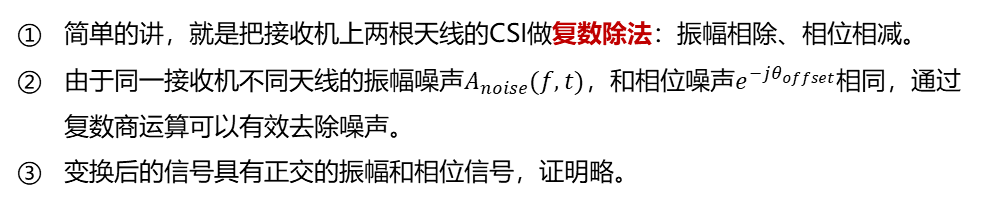 ① 简单的讲，就是把接收机上两根天线的CSI做复数除法：振幅相除、相位相减。
② 由于同一接收机不同天线的振幅噪声A_{noise}(f,t)，和相位噪声e^{-jθ_{offset}}相同，通过
复数商运算可以有效去除噪声。
③ 变换后的信号具有正交的振幅和相位信号，证明略。